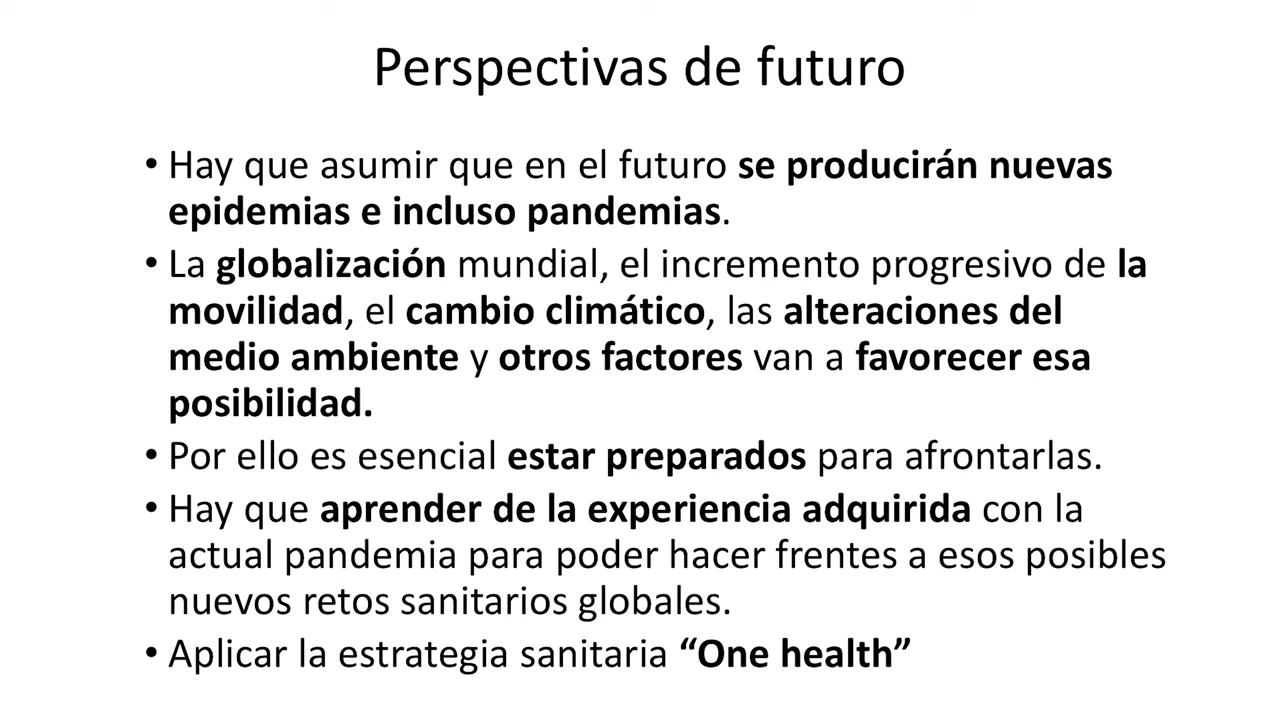 Perspectivas de futuro
• Hay que asumir que en el futuro se producirán nuevas
epidemias e incluso pandemias.
• La globalización mundial, el incremento progresivo de la
movilidad, el cambio climático, las alteraciones del
medio ambiente y otros factores van a favorecer esa
posibilidad.
• Por ello es esencial estar preparados para afrontarlas.
• Hay que aprender de la experiencia adquirida con la
actual pandemia para poder hacer frentes a esos posibles
nuevos retos sanitarios globales.
• Aplicar la estrategia sanitaria “One health”